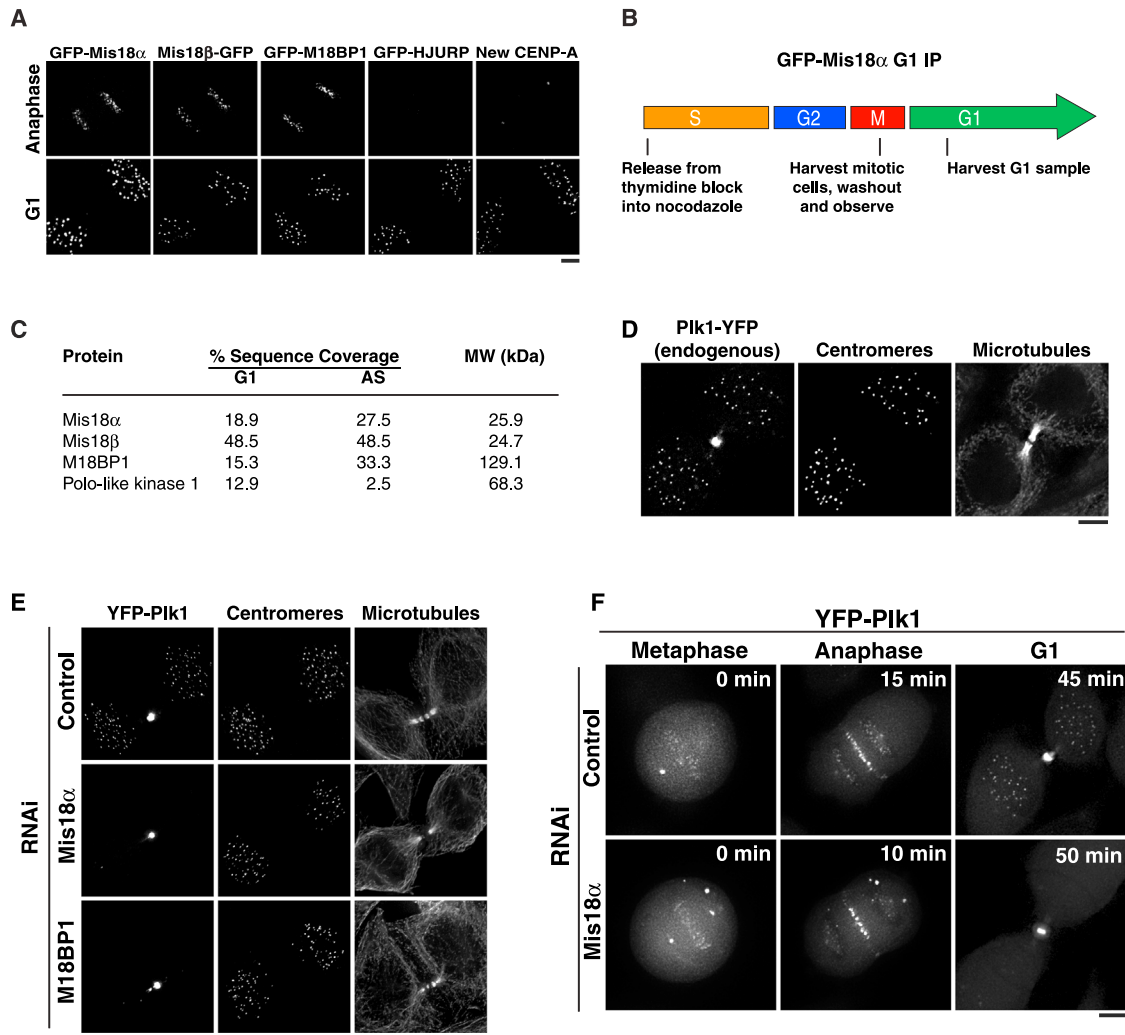 A
GFP-Mis18α Mis18β-GFP GFP-M18BP1 GFP-HJURP New CENP-A
Anaphase
G1
B
GFP-Mis18α G1 IP
S G2 M G1
Release from
thymidine block
into nocodazole
Harvest mitotic
cells, washout
and observe
Harvest G1 sample
C
Protein % Sequence Coverage MW (kDa)
G1 AS
Mis18α 18.9 27.5 25.9
Mis18β 48.5 48.5 24.7
M18BP1 15.3 33.3 129.1
Polo-like kinase 1 12.9 2.5 68.3
D
Plk1-YFP
(endogenous) Centromeres Microtubules
E
YFP-Plk1 Centromeres Microtubules
RNAi
Control
Mis18α
M18BP1
F
YFP-Plk1
Metaphase Anaphase G1
RNAi
Control
0 min 15 min 45 min
Mis18α
0 min 10 min 50 min